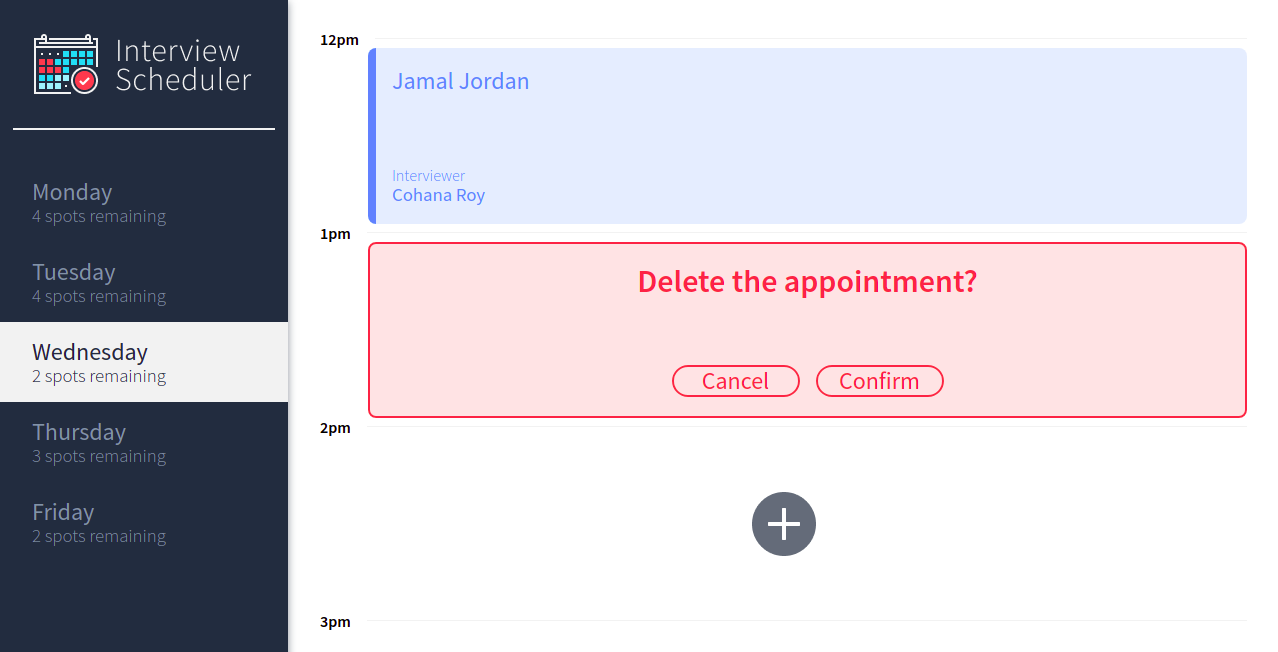 Interview
Scheduler
Monday
4 spots remaining
Tuesday
4 spots remaining
Wednesday
2 spots remaining
Thursday
3 spots remaining
Friday
2 spots remaining
12pm
Jamal Jordan
Interviewer
Cohana Roy
1pm
Delete the appointment?
Cancel Confirm
2pm
3pm